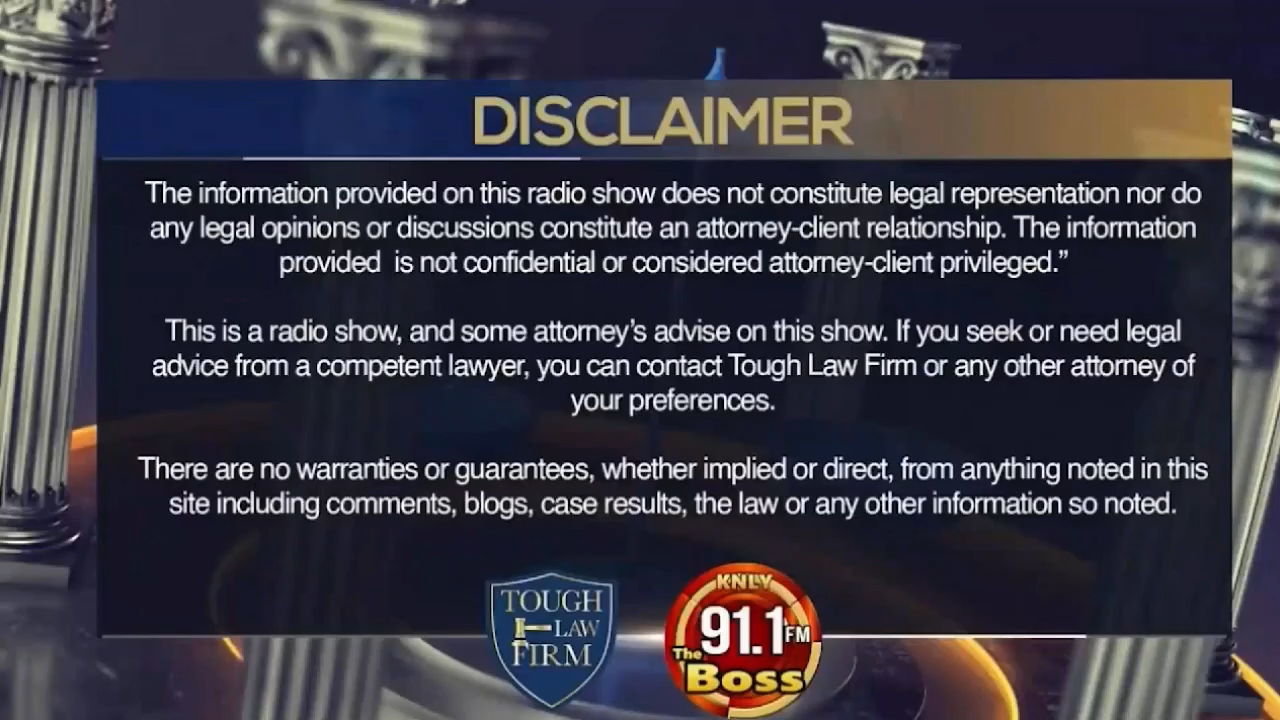 DISCLAIMER
The information provided on this radio show does not constitute legal representation nor do
any legal opinions or discussions constitute an attorney-client relationship. The information
provided  is not confidential or considered attorney-client privileged.”
This is a radio show, and some attorney’s advise on this show. If you seek or need legal
advice from a competent lawyer, you can contact Tough Law Firm or any other attorney of
your preferences.
There are no warranties or guarantees, whether implied or direct, from anything noted in this
site including comments, blogs, case results, the law or any other information so noted.
TOUGH
LAW
FIRM
KNLY
91.1 FM
The
Boss